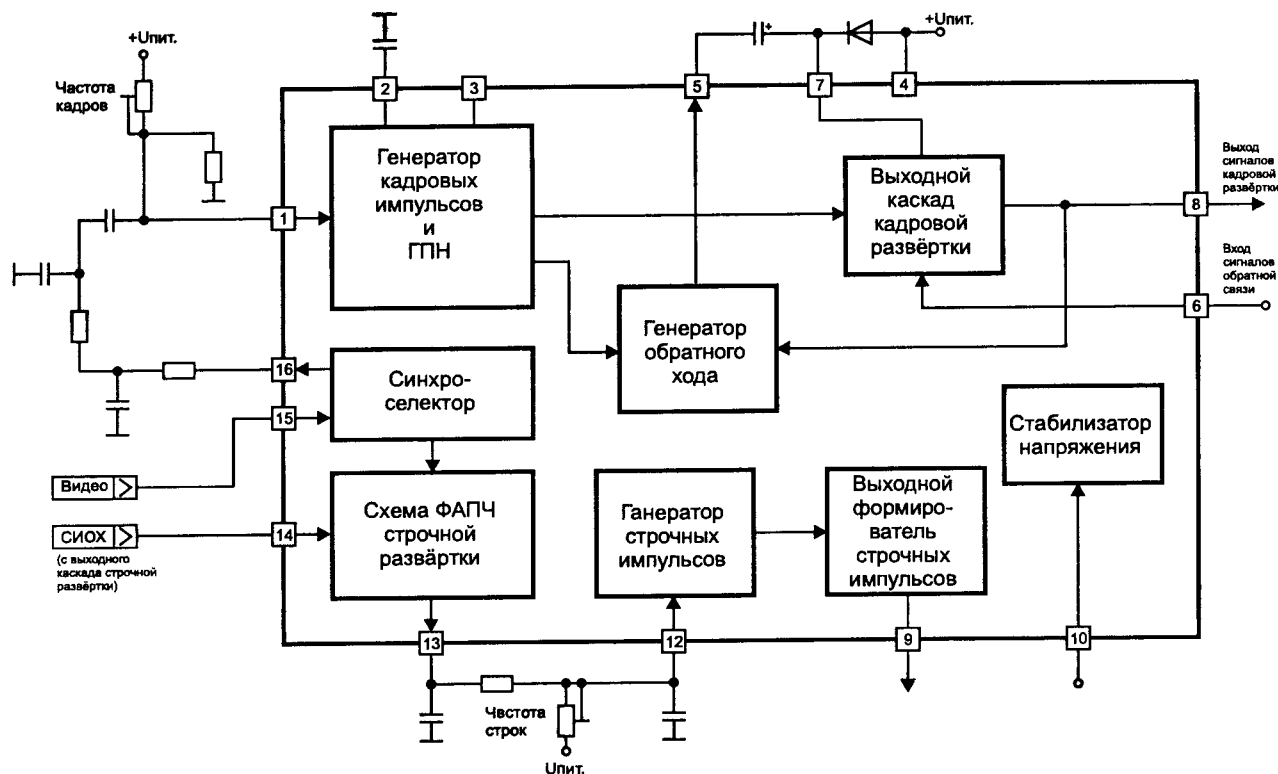 +Uпит.
Частота
кадров
2
3
5
7
4
+Uпит.
Генератор
кадровых
импульсов
и
ГПН
Выходной
каскад
кадровой
развёртки
Выход
сигналов
кадровой
развёртки
1
8
Вход
сигналов
обратной
связи
6
Генератор
обратного
хода
16
15
Синхро-
селектор
Стабилизатор
напряжения
Видео
СИОХ
(с выходного
каскада строчной
развёртки)
14
Схема ФАПЧ
строчной
развёртки
Ганератор
строчных
импульсов
Выходной
формиро-
ватель
строчных
импульсов
13
12
9
10
Частота
строк
Uпит.
+